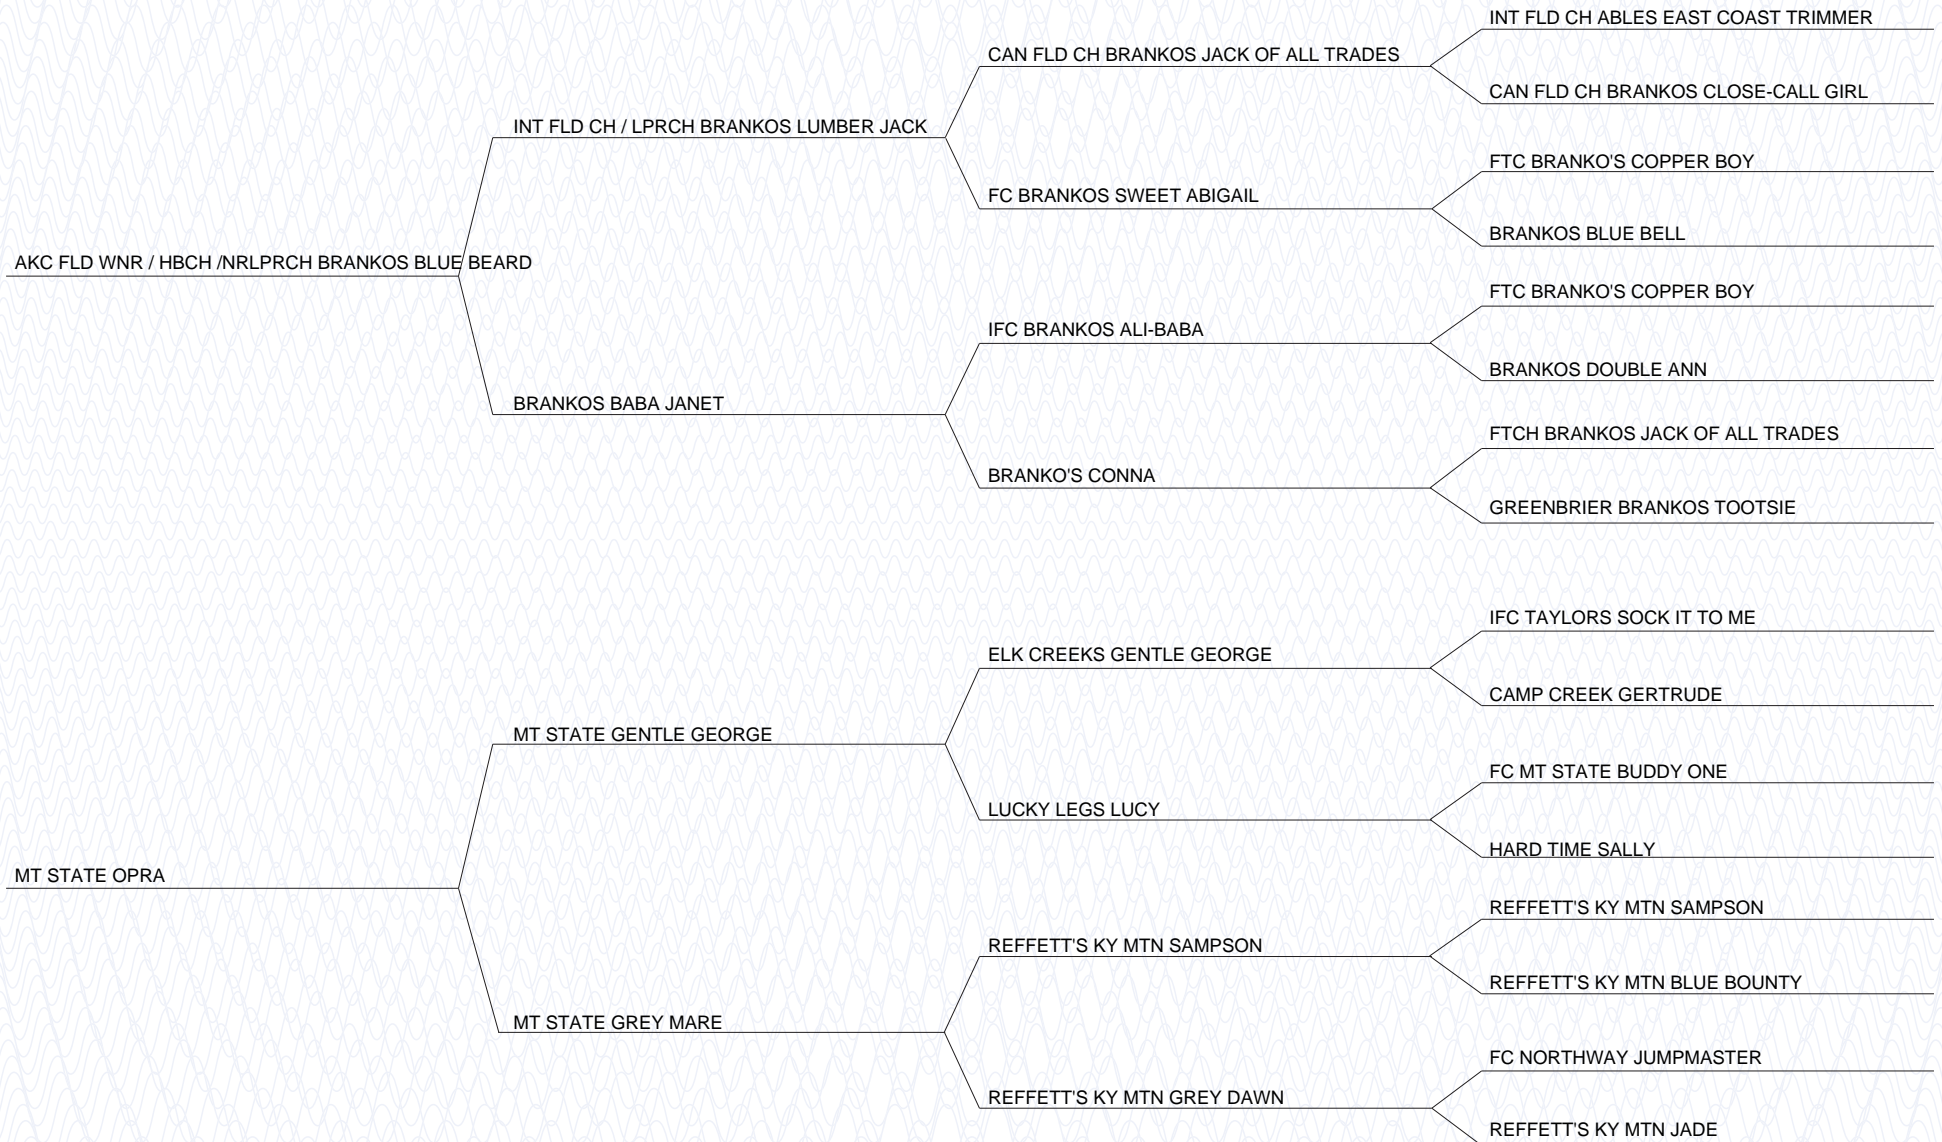 INT FLD CH ABLES EAST COAST TRIMMER
CAN FLD CH BRANKOS JACK OF ALL TRADES
CAN FLD CH BRANKOS CLOSE-CALL GIRL
INT FLD CH / LPRCH BRANKOS LUMBER JACK
FTC BRANKO'S COPPER BOY
FC BRANKOS SWEET ABIGAIL
BRANKOS BLUE BELL
AKC FLD WNR / HBCH /NRLPRCH BRANKOS BLUE BEARD
FTC BRANKO'S COPPER BOY
IFC BRANKOS ALI-BABA
BRANKOS DOUBLE ANN
BRANKOS BABA JANET
FTCH BRANKOS JACK OF ALL TRADES
BRANKO'S CONNA
GREENBRIER BRANKOS TOOTSIE
IFC TAYLORS SOCK IT TO ME
ELK CREEKS GENTLE GEORGE
CAMP CREEK GERTRUDE
MT STATE GENTLE GEORGE
FC MT STATE BUDDY ONE
LUCKY LEGS LUCY
HARD TIME SALLY
MT STATE OPRA
REFFETT'S KY MTN SAMPSON
REFFETT'S KY MTN SAMPSON
REFFETT'S KY MTN BLUE BOUNTY
MT STATE GREY MARE
FC NORTHWAY JUMPMASTER
REFFETT'S KY MTN GREY DAWN
REFFETT'S KY MTN JADE